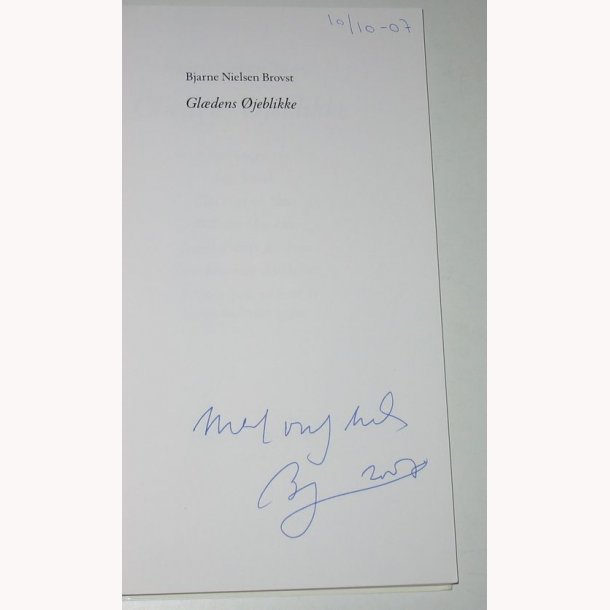 10/10-07
Bjarne Nielsen Brovst
Glædens Øjeblikke
Med venlig hilsen
2007